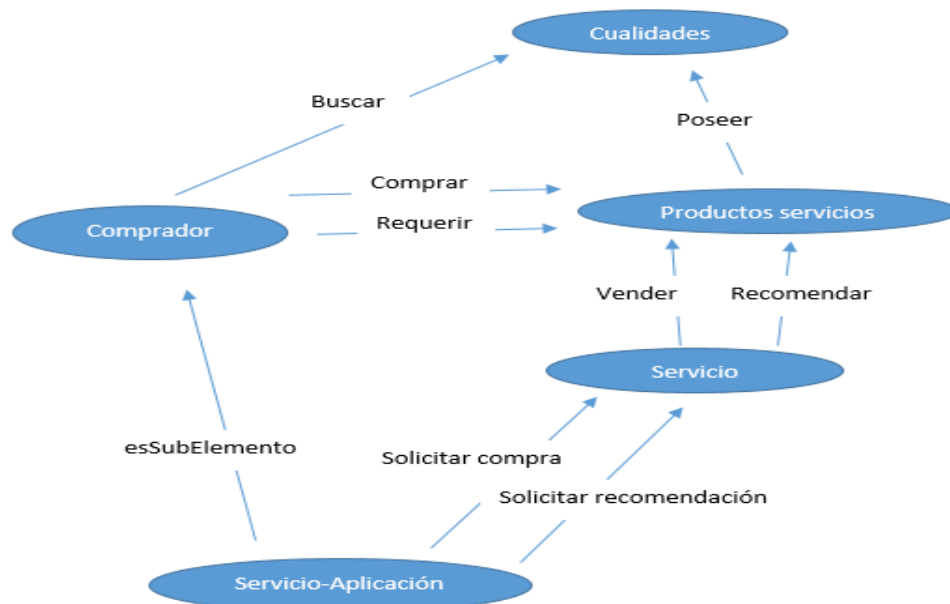 Cualidades
Buscar
Poseer
Comprar
Productos servicios
Comprador
Requerir
Vender
Recomendar
Servicio
esSubElemento
Solicitar compra
Solicitar recomendación
Servicio-Aplicación